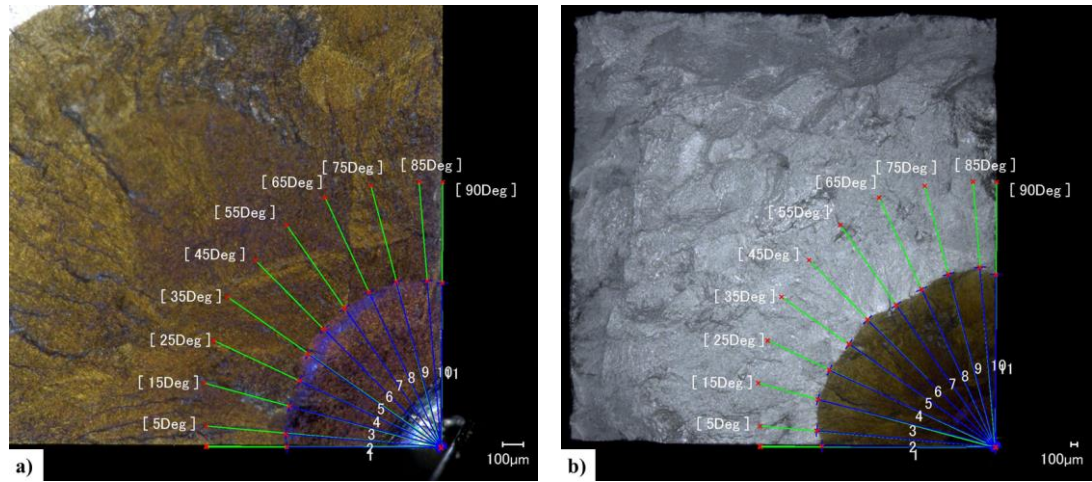 [ 85Deg ]
[ 75Deg ]
[ 65Deg ]
[ 90Deg ]
[ 55Deg ]
[ 45Deg ]
[ 35Deg ]
[ 25Deg ]
[ 15Deg ]
[ 5Deg ]
10
11
9
8
7
6
5
4
3
2
1
100μm
a)
[ 85Deg ]
[ 75Deg ]
[ 65Deg ]
[ 90Deg ]
[ 55Deg ]
[ 45Deg ]
[ 35Deg ]
[ 25Deg ]
[ 15Deg ]
[ 5Deg ]
10
11
9
8
7
6
5
4
3
2
1
100μm
b)